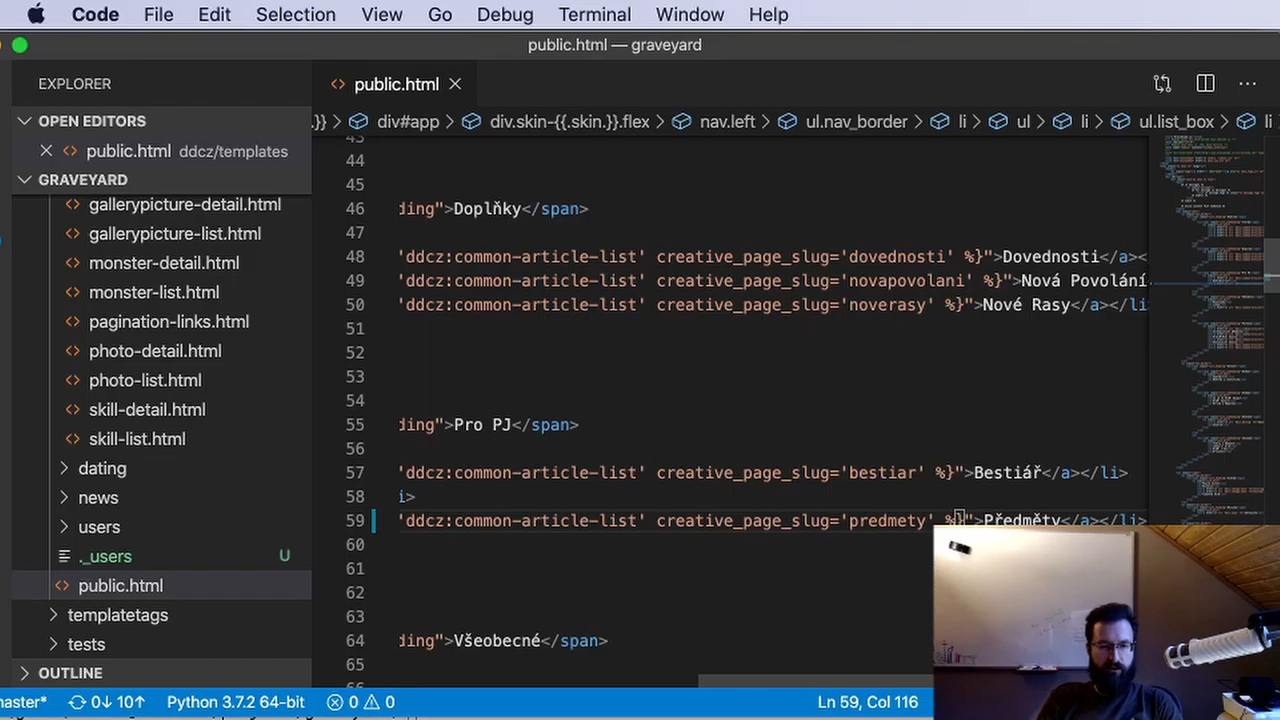 Code File Edit Selection View Go Debug Terminal Window Help
public.html — graveyard
EXPLORER
public.html
OPEN EDITORS
.}} div#app div.skin-{{.skin.}}.flex nav.left ul.nav_border li ul li ul.list_box li
public.html ddcz/templates
GRAVEYARD
gallerypicture-detail.html
gallerypicture-list.html
monster-detail.html
monster-list.html
pagination-links.html
photo-detail.html
photo-list.html
skill-detail.html
skill-list.html
dating
news
users
._users U
public.html
templatetags
tests
OUTLINE
43
44
45
46 ding">Doplňky</span>
47
48 'ddcz:common-article-list' creative_page_slug='dovednosti' %}">Dovednosti</a><
49 'ddcz:common-article-list' creative_page_slug='novapovolani' %}">Nová Povolání
50 'ddcz:common-article-list' creative_page_slug='noverasy' %}">Nové Rasy</a></li
51
52
53
54
55 ding">Pro PJ</span>
56
57 'ddcz:common-article-list' creative_page_slug='bestiar' %}">Bestiář</a></li>
58 i>
59 'ddcz:common-article-list' creative_page_slug='predmety' %}">Předměty</a></li>
60
61
62
63
64 ding">Všeobecné</span>
65
master* 0↓ 10↑ Python 3.7.2 64-bit 0 0 Ln 59, Col 116